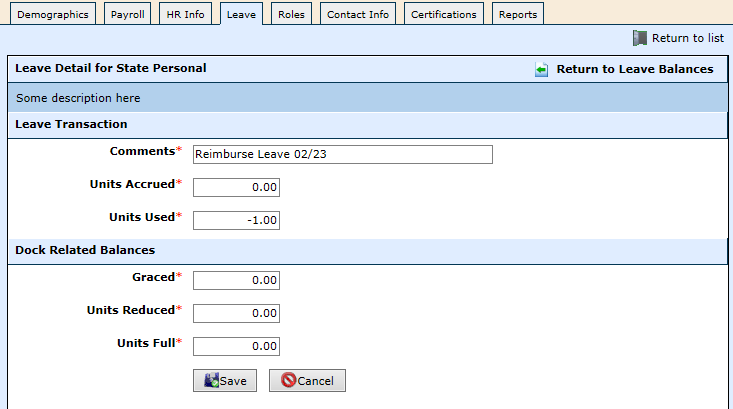 Demographics Payroll HR Info Leave Roles Contact Info Certifications Reports
Return to list
Leave Detail for State Personal Return to Leave Balances
Some description here
Leave Transaction
Comments* Reimburse Leave 02/23
Units Accrued* 0.00
Units Used* -1.00
Dock Related Balances
Graced* 0.00
Units Reduced* 0.00
Units Full* 0.00
Save Cancel